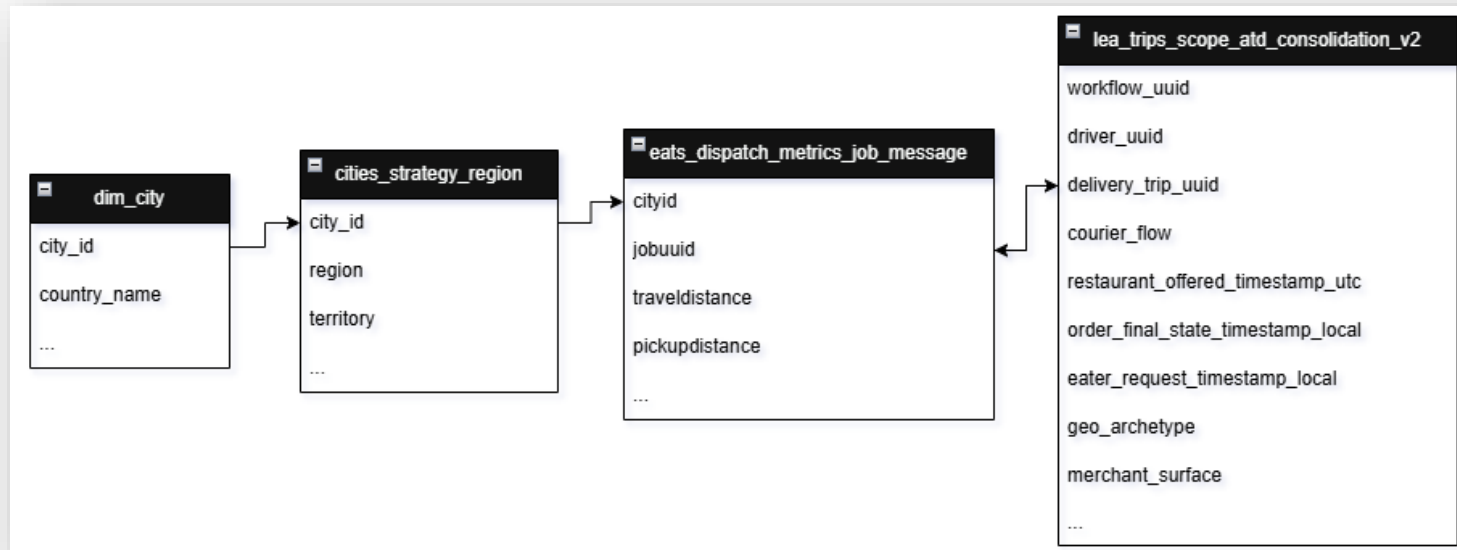 dim_city
city_id
country_name
...
cities_strategy_region
city_id
region
territory
...
eats_dispatch_metrics_job_message
cityid
jobuuid
traveldistance
pickupdistance
...
lea_trips_scope_atd_consolidation_v2
workflow_uuid
driver_uuid
delivery_trip_uuid
courier_flow
restaurant_offered_timestamp_utc
order_final_state_timestamp_local
eater_request_timestamp_local
geo_archetype
merchant_surface
...